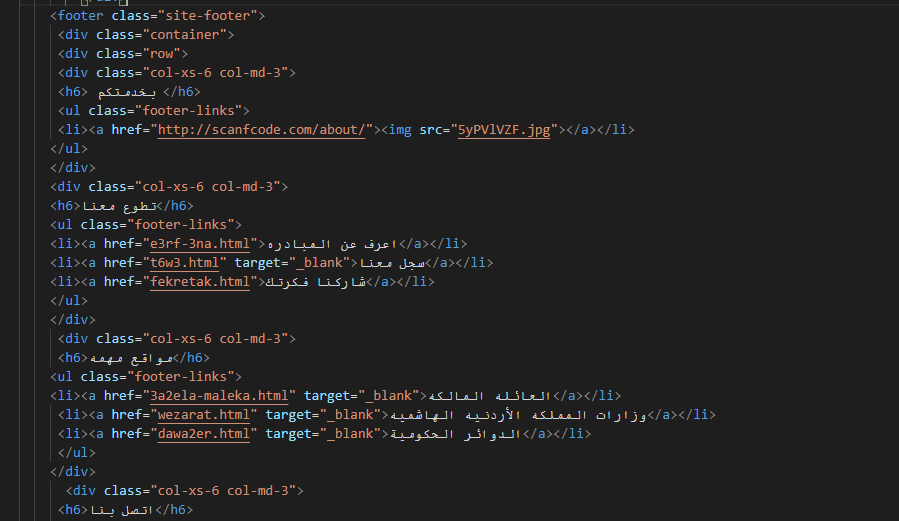 <footer class="site-footer">
<div class="container">
<div class="row">
<div class="col-xs-6 col-md-3">
<h6> بخدمتكم </h6>
<ul class="footer-links">
<li><a href="http://scanfcode.com/about/"><img src="5yPVlVZF.jpg"></a></li>
</ul>
</div>
<div class="col-xs-6 col-md-3">
<h6>تطوع معنا</h6>
<ul class="footer-links">
<li><a href="e3rf-3na.html">اعرف عن المبادره</a></li>
<li><a href="t6w3.html" target="_blank">سجل معنا</a></li>
<li><a href="fekretak.html">شاركنا فكرتك</a></li>
</ul>
</div>
<div class="col-xs-6 col-md-3">
<h6>مواقع مهمه</h6>
<ul class="footer-links">
<li><a href="3a2ela-maleka.html" target="_blank">العائلة المالكه</a></li>
<li><a href="wezarat.html" target="_blank">وزارات المملكه الأردنيه الهاشميه</a></li>
<li><a href="dawa2er.html" target="_blank">الدوائر الحكومية</a></li>
</ul>
</div>
<div class="col-xs-6 col-md-3">
<h6>اتصل بنا</h6>